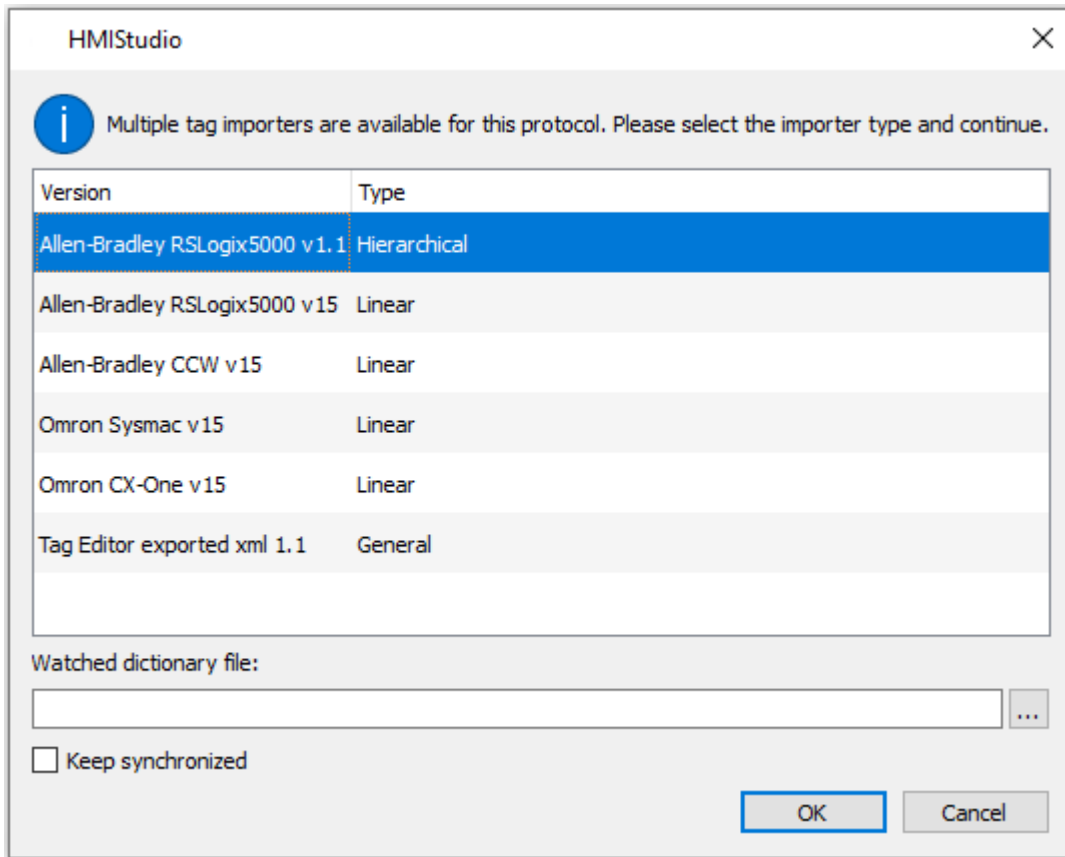 HMIStudio
Multiple tag importers are available for this protocol. Please select the importer type and continue.
Version Type
Allen-Bradley RSLogix5000 v1.1 Hierarchical
Allen-Bradley RSLogix5000 v15 Linear
Allen-Bradley CCW v15 Linear
Omron Sysmac v15 Linear
Omron CX-One v15 Linear
Tag Editor exported xml 1.1 General
Watched dictionary file:
...
Keep synchronized
OK Cancel